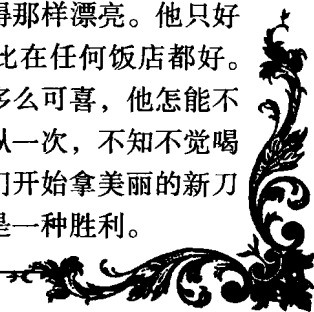 得那样漂亮。他只好
比在任何饭店都好。
多么可喜，他怎能不
从一次，不知不觉喝
们开始拿美丽的新刀
是一种胜利。